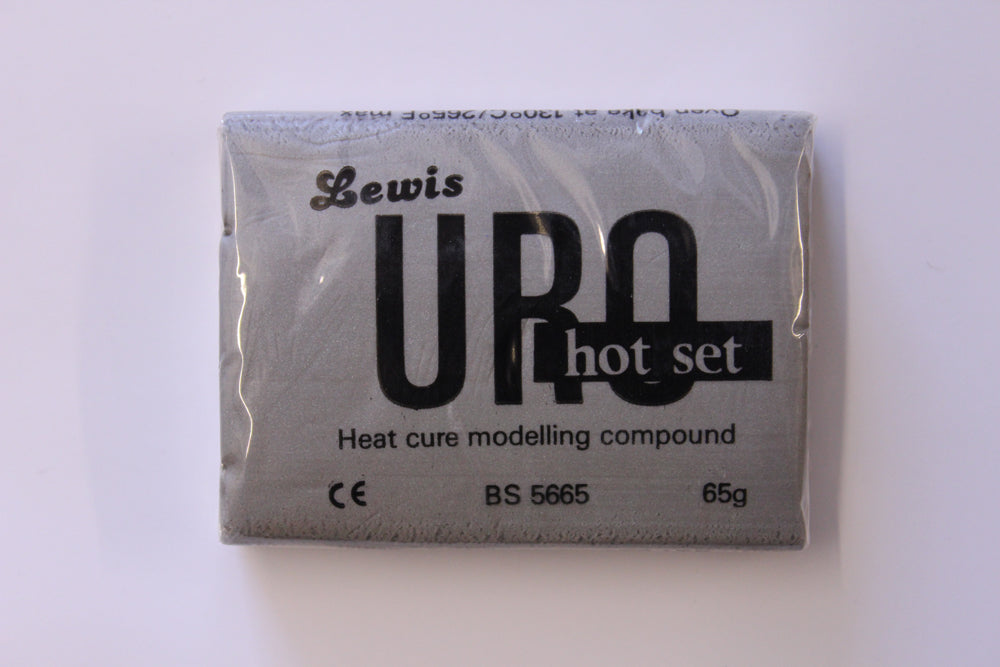 Oven bake at 130°C/265°F max
Lewis
URO
hot set
Heat cure modelling compound
CE BS 5665 65g